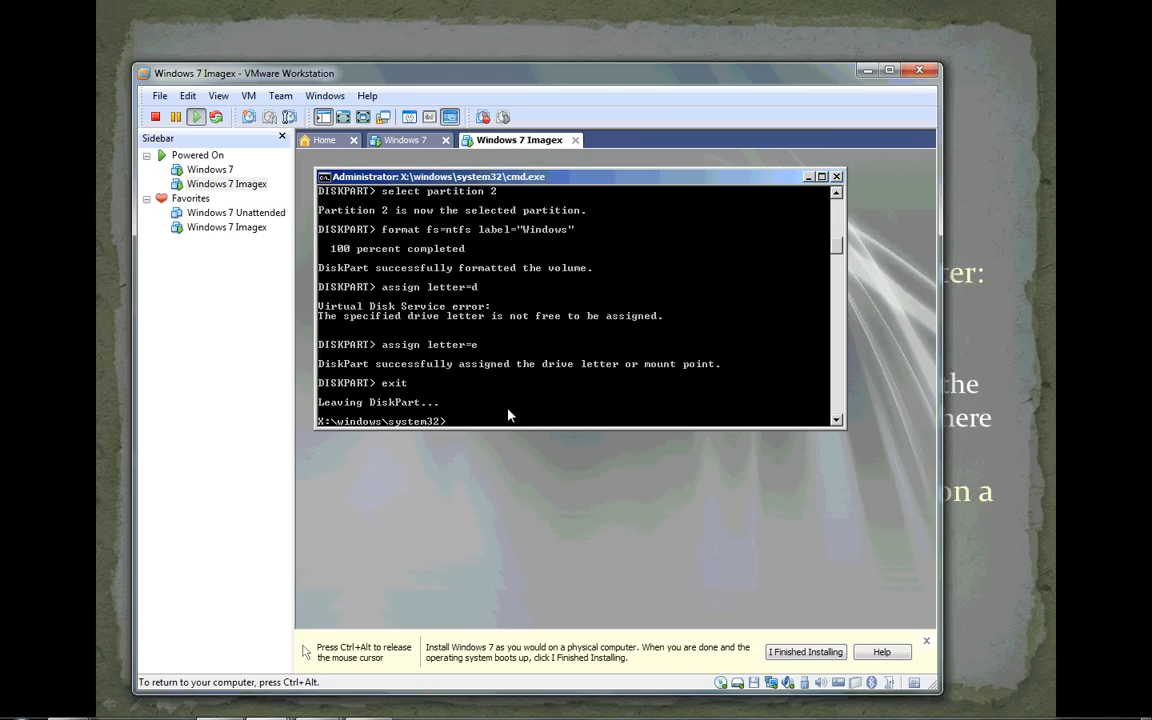 Windows 7 Imagex - VMware Workstation
File Edit View VM Team Windows Help
Sidebar
Home Windows 7 Windows 7 Imagex
Powered On
Windows 7
Windows 7 Imagex
Favorites
Windows 7 Unattended
Windows 7 Imagex
Administrator: X:\windows\system32\cmd.exe
DISKPART> select partition 2
Partition 2 is now the selected partition.
DISKPART> format fs=ntfs label="Windows"
100 percent completed
DiskPart successfully formatted the volume.
DISKPART> assign letter=d
Virtual Disk Service error:
The specified drive letter is not free to be assigned.
DISKPART> assign letter=e
DiskPart successfully assigned the drive letter or mount point.
DISKPART> exit
Leaving DiskPart...
X:\windows\system32>
ter:
the
here
on a
Press Ctrl+Alt to release
the mouse cursor
Install Windows 7 as you would on a physical computer. When you are done and the
operating system boots up, click I Finished Installing.
I Finished Installing
Help
To return to your computer, press Ctrl+Alt.